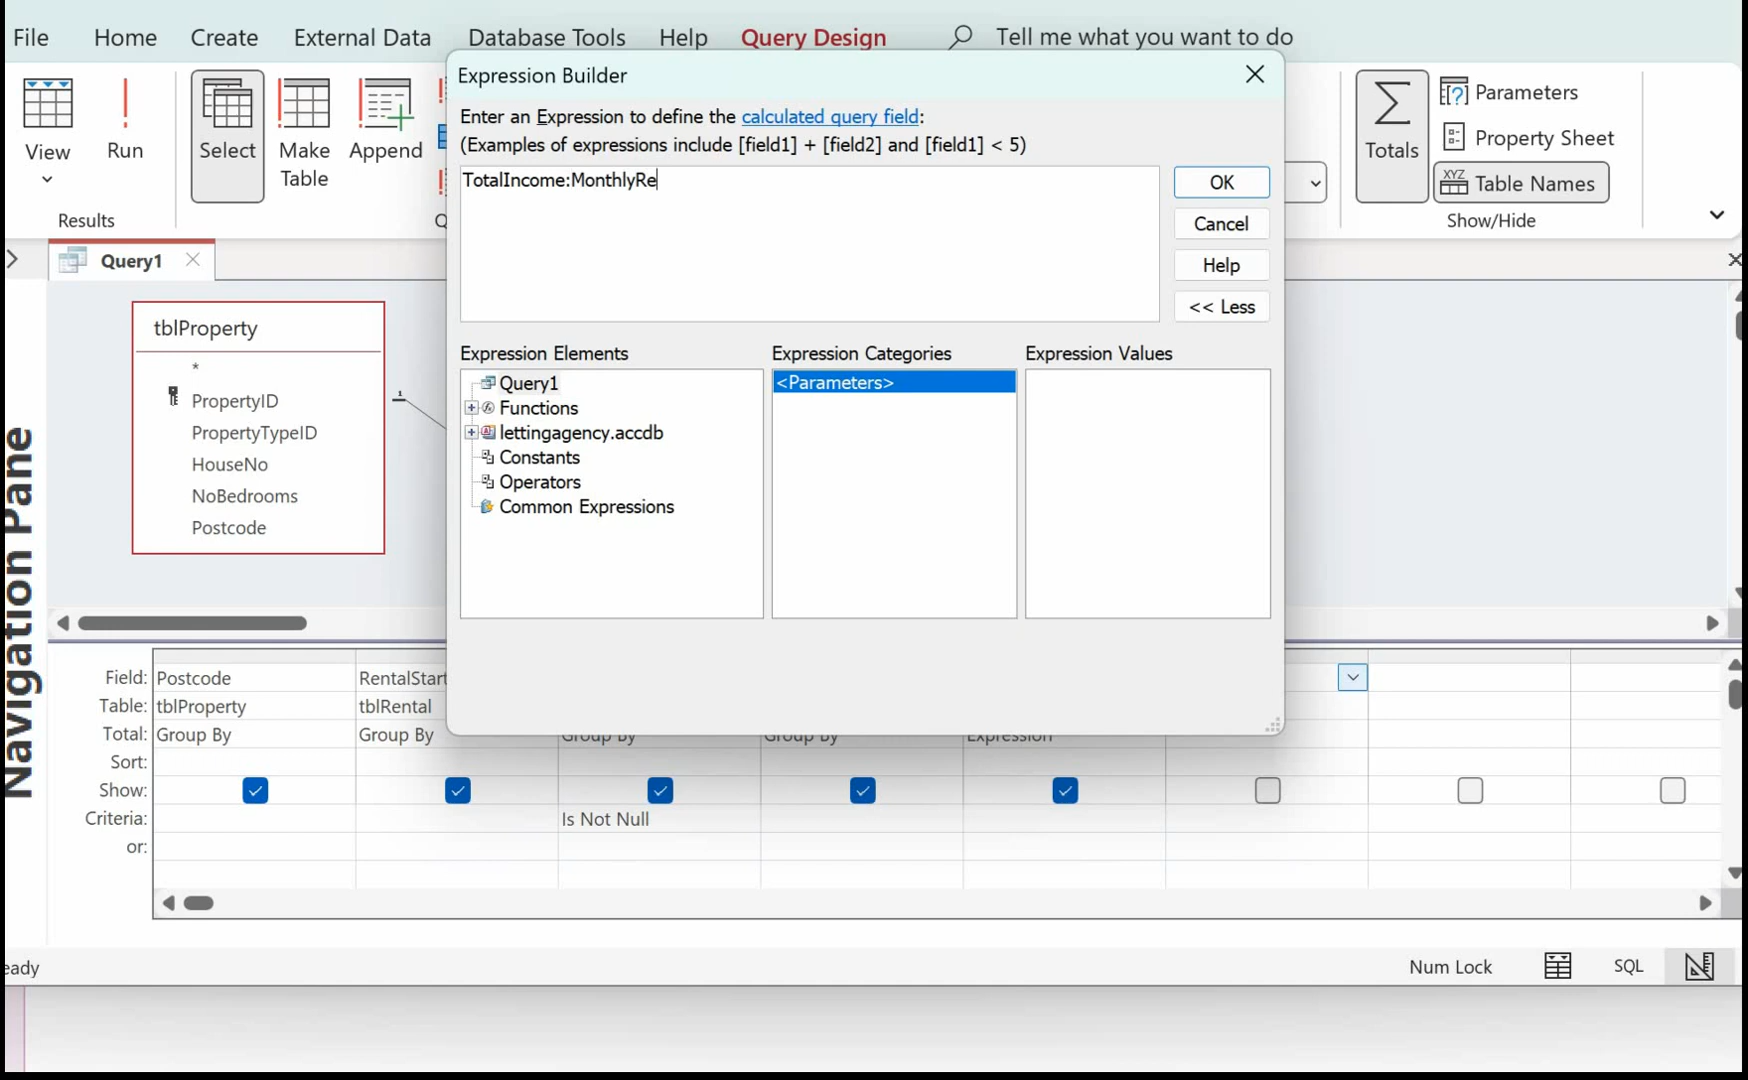 File Home Create External Data Database Tools Help Query Design Tell me what you want to do
Expression Builder
Enter an Expression to define the calculated query field:
(Examples of expressions include [field1] + [field2] and [field1] < 5)
TotalIncome:MonthlyRe
OK
Cancel
Help
<< Less
View
Run
Select
Make
Table
Append
Results
Q
Totals
Parameters
Property Sheet
XYZ
Table Names
Show/Hide
Query1
tblProperty
*
PropertyID
PropertyTypeID
HouseNo
NoBedrooms
Postcode
1
Navigation Pane
Expression Elements
Query1
Functions
lettingagency.accdb
Constants
Operators
Common Expressions
Expression Categories
<Parameters>
Expression Values
Field: Postcode RentalStart
Table: tblProperty tblRental
Total: Group By Group By Group By Group By Expression
Sort:
Show:
Criteria: Is Not Null
or:
eady
Num Lock SQL